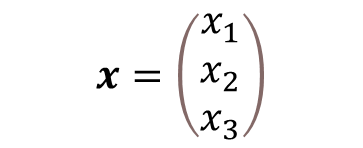 x = (x₁
x₂
x₃)